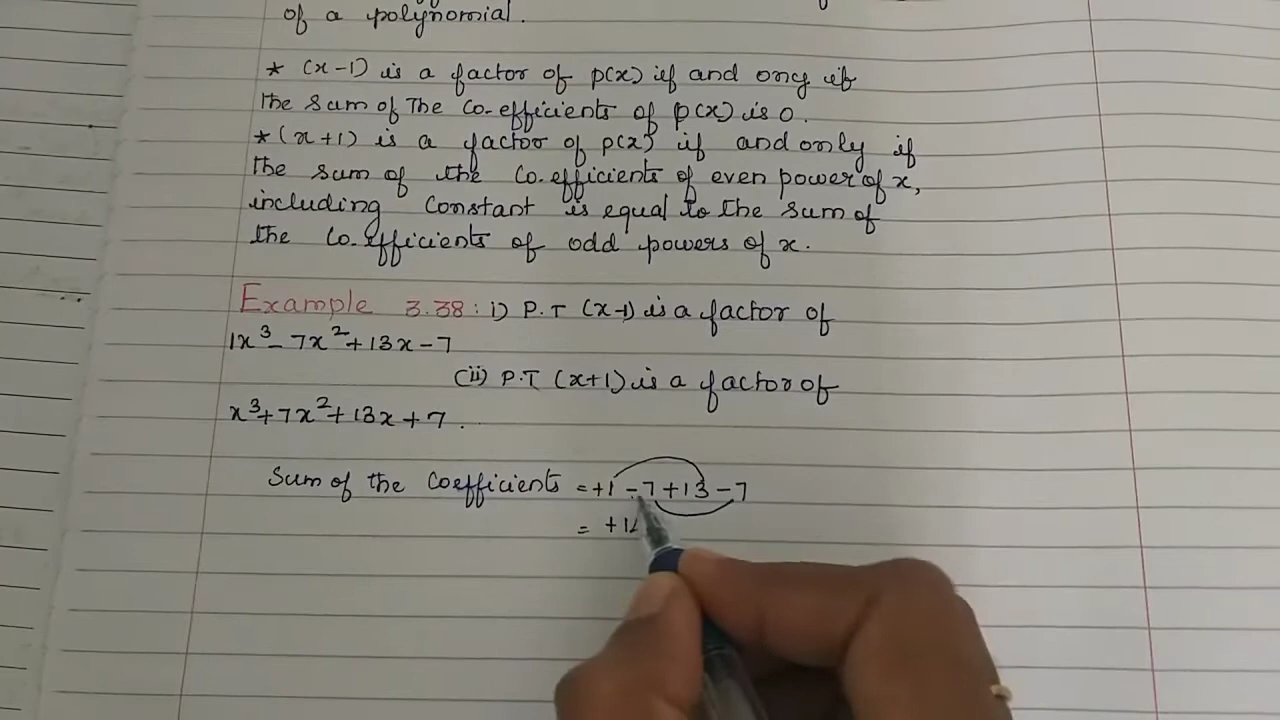 of a polynomial.
* (x-1) is a factor of p(x) if and ony if
the sum of The co-efficients of p(x) is 0.
* (x+1) is a factor of p(x) if and only if
the sum of the co.efficients of even power of x,
including constant is equal to the sum of
the co.efficients of odd powers of x.
Example 3.38: i) P.T (x-1) is a factor of
1x³- 7x²+13x-7
(ii) P.T (x+1) is a factor of
x³+7x²+13x+7.
Sum of the coefficients = +1-7+13-7
= +14